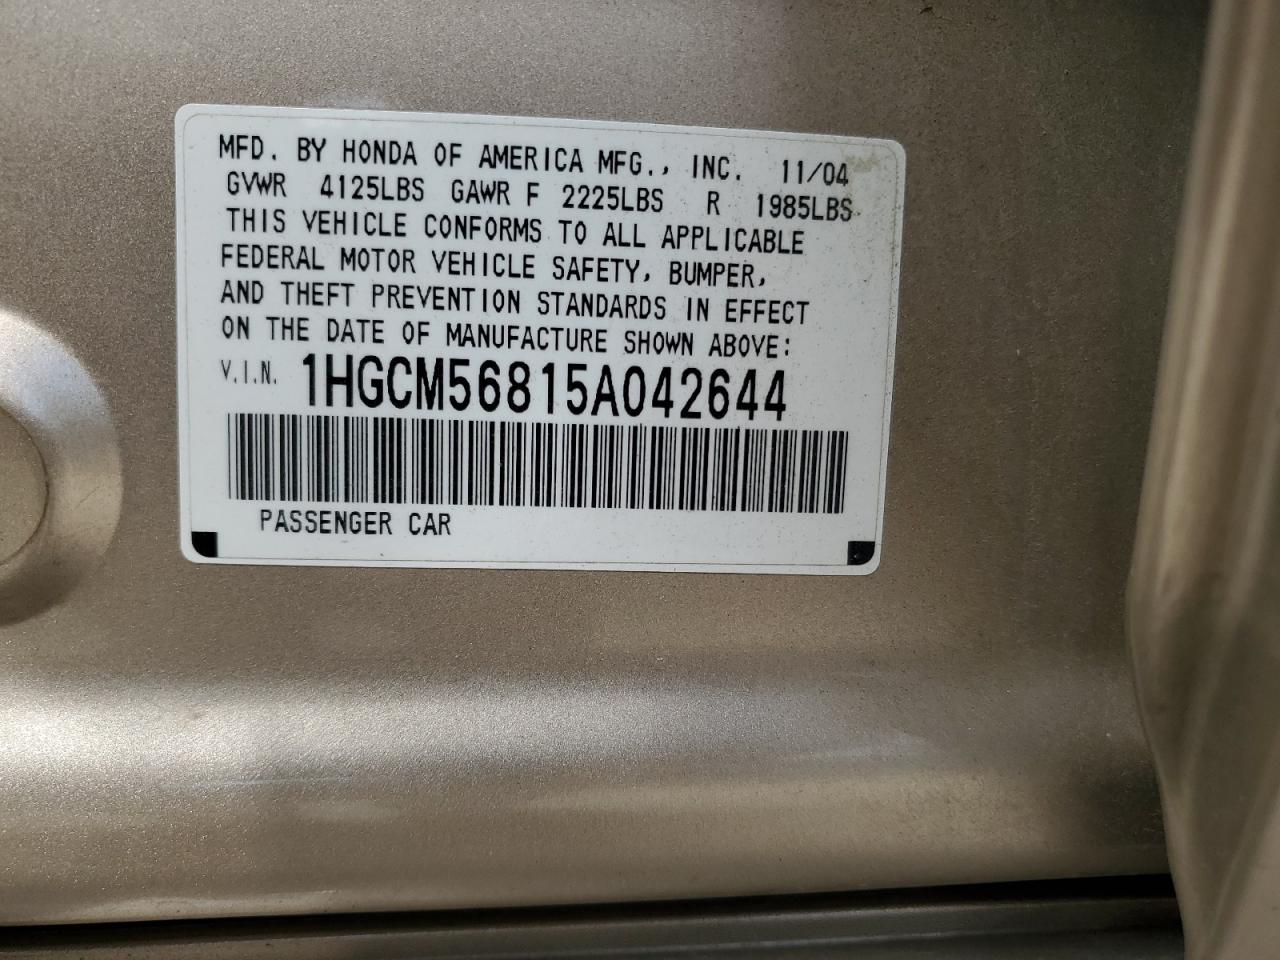 MFD. BY HONDA OF AMERICA MFG., INC. 11/04
GVWR 4125LBS GAWR F 2225LBS R 1985LBS
THIS VEHICLE CONFORMS TO ALL APPLICABLE
FEDERAL MOTOR VEHICLE SAFETY, BUMPER,
AND THEFT PREVENTION STANDARDS IN EFFECT
ON THE DATE OF MANUFACTURE SHOWN ABOVE:
V.I.N. 1HGCM56815A042644
PASSENGER CAR